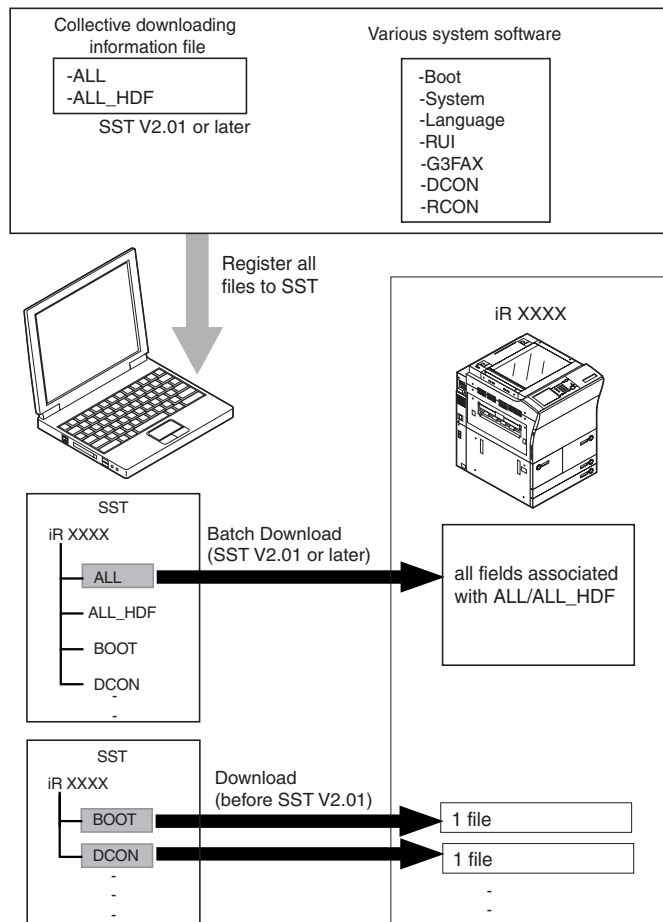 Collective downloading
information file
-ALL
-ALL_HDF
SST V2.01 or later
Various system software
-Boot
-System
-Language
-RUI
-G3FAX
-DCON
-RCON
Register all
files to SST
iR XXXX
SST
iR XXXX
ALL
ALL_HDF
BOOT
DCON
-
-
Batch Download
(SST V2.01 or later)
all fields associated
with ALL/ALL_HDF
SST
iR XXXX
BOOT
DCON
-
-
-
Download
(before SST V2.01)
1 file
1 file
-
-